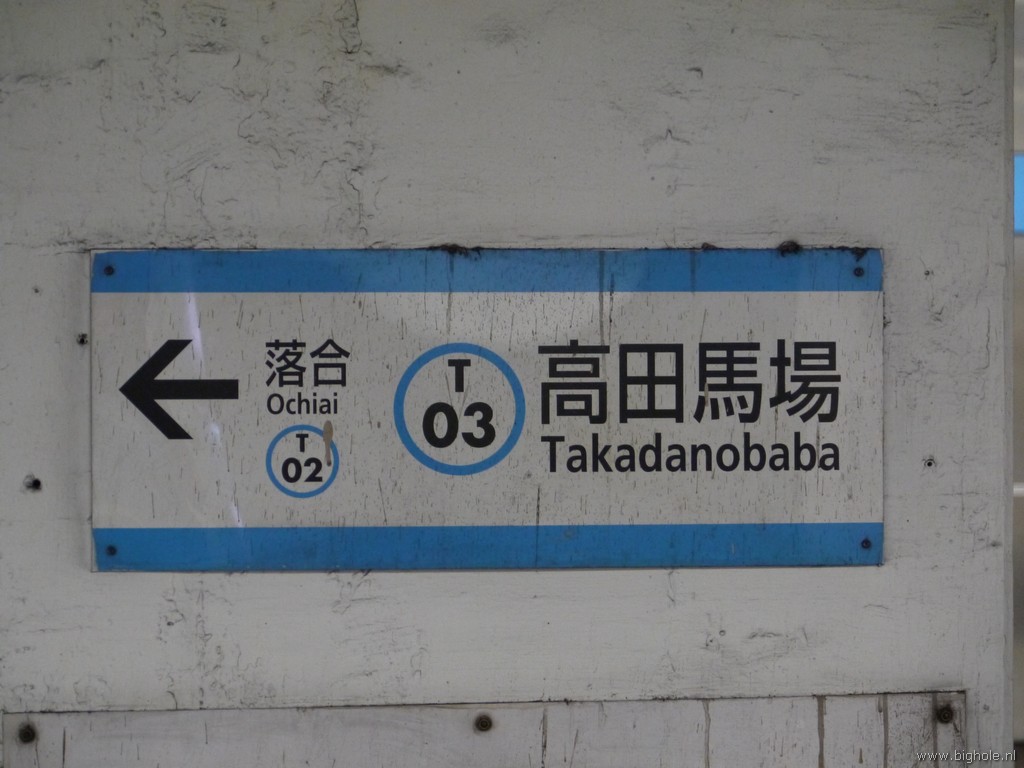 落合
Ochiai
T
02
T
03
高田馬場
Takadanobaba
www.bighole.nl